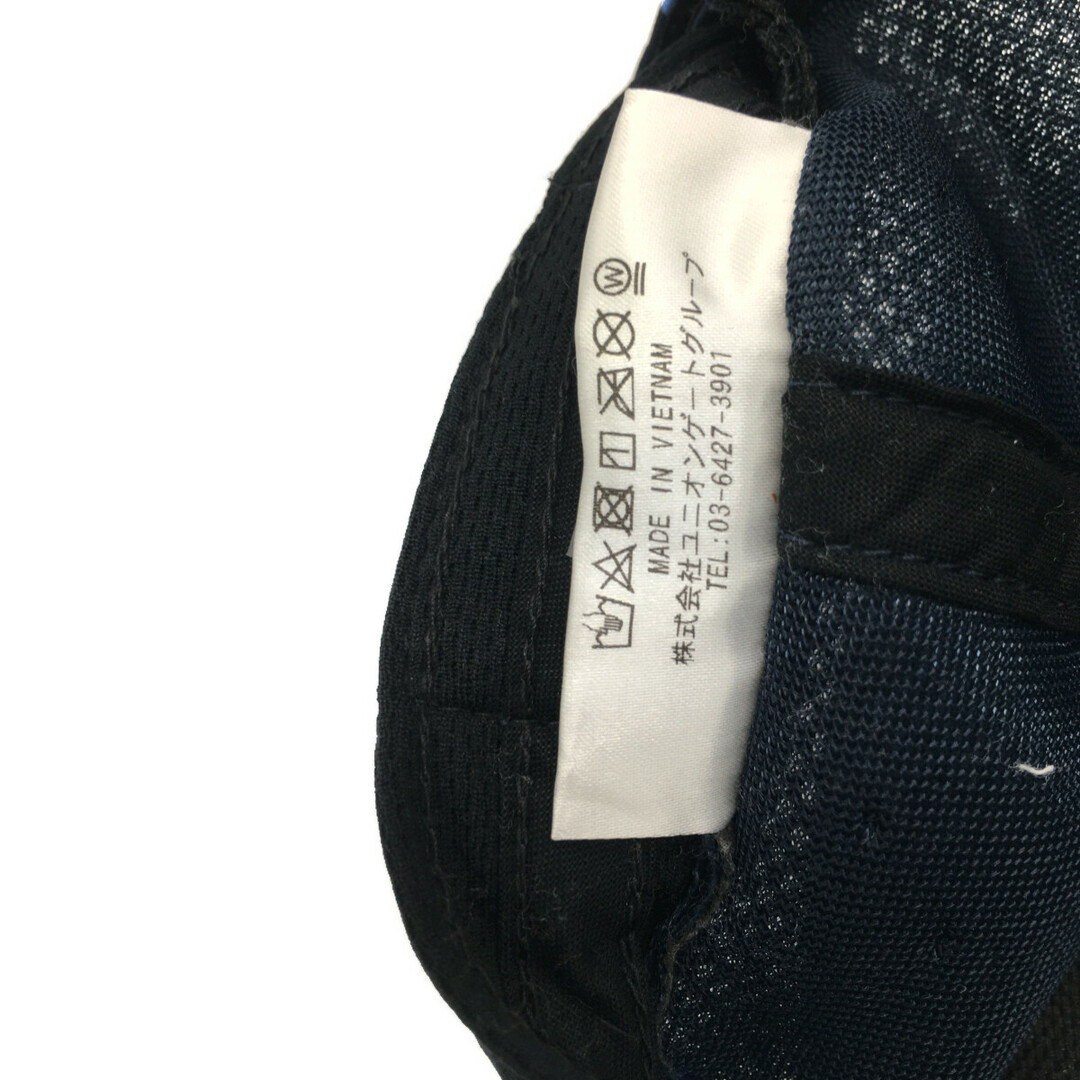 MADE IN VIETNAM
株式会社ユニオンゲートグループ
TEL:03-6427-3901